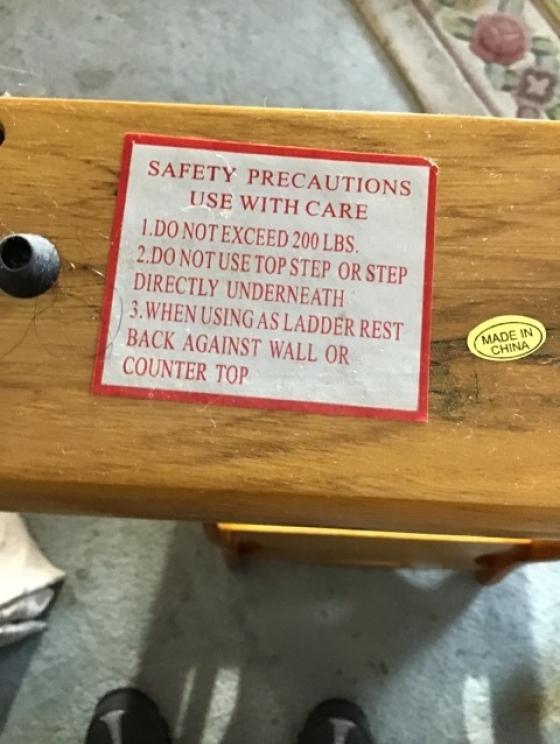 SAFETY PRECAUTIONS
USE WITH CARE
1.DO NOT EXCEED 200 LBS.
2.DO NOT USE TOP STEP OR STEP
DIRECTLY UNDERNEATH
3.WHEN USING AS LADDER REST
BACK AGAINST WALL OR
COUNTER TOP
MADE IN
CHINA